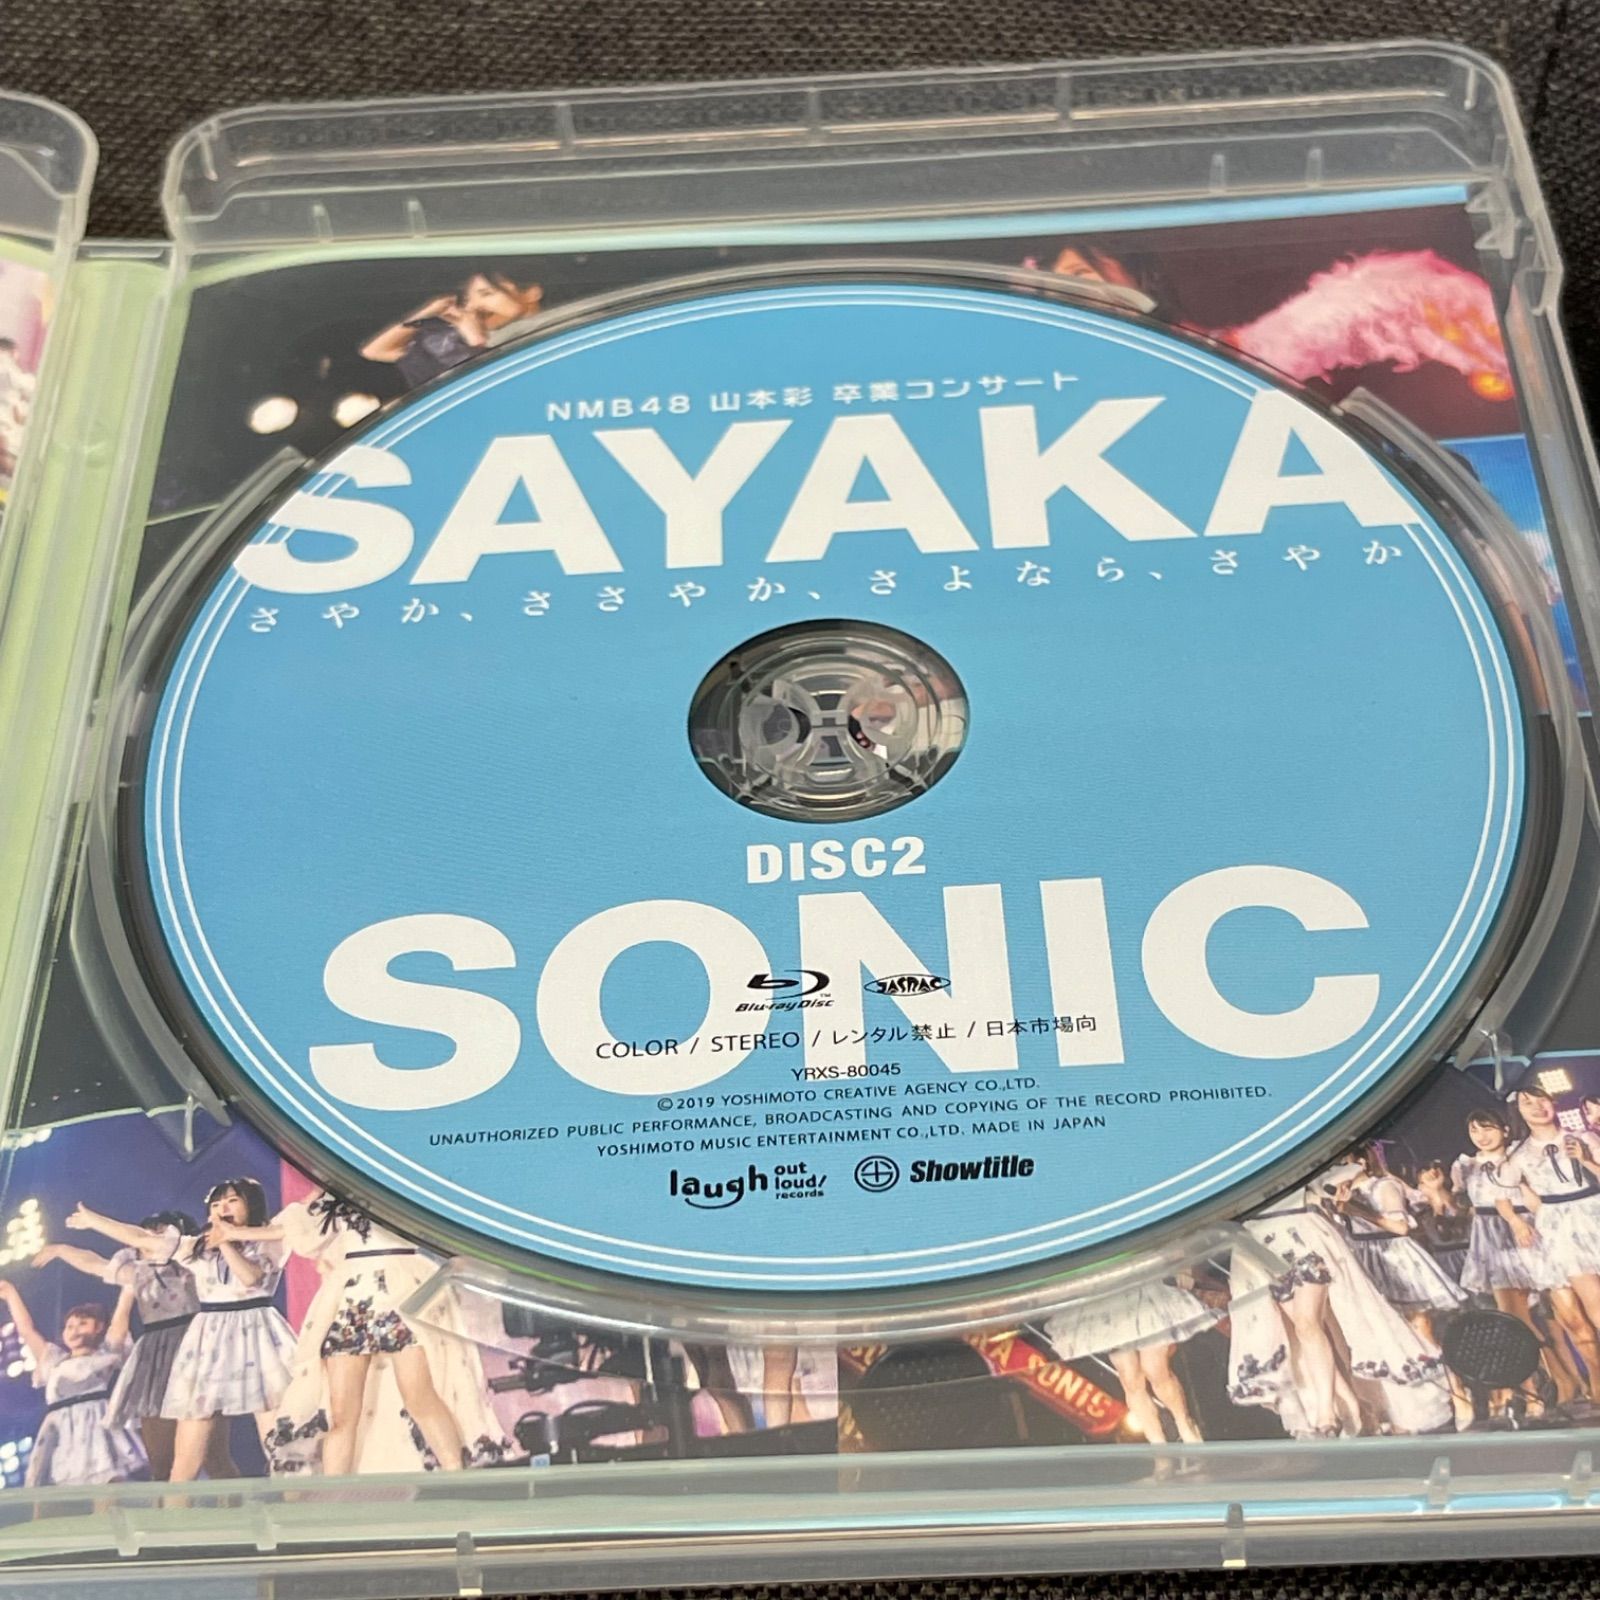 NMB48 山本彩 卒業コンサート
SAYAKA
さやか、ささやか、さよなら、さやか
DISC2
SONIC
Blu-ray Disc™ JASRAC
COLOR / STEREO / レンタル禁止 / 日本市場向
YRXS-80045
©2019 YOSHIMOTO CREATIVE AGENCY CO.,LTD.
UNAUTHORIZED PUBLIC PERFORMANCE, BROADCASTING AND COPYING OF THE RECORD PROHIBITED.
YOSHIMOTO MUSIC ENTERTAINMENT CO.,LTD. MADE IN JAPAN
laugh out loud! records Showtitle
SONIC